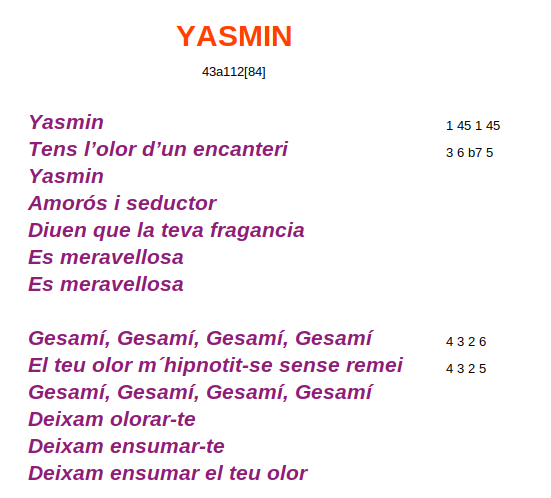 YASMIN
43a112[84]
Yasmin 1 45 1 45
Tens l’olor d’un encanteri 3 6 b7 5
Yasmin
Amorós i seductor
Diuen que la teva fragancia
Es meravellosa
Es meravellosa
Gesamí, Gesamí, Gesamí, Gesamí 4 3 2 6
El teu olor m´hipnotit-se sense remei 4 3 2 5
Gesamí, Gesamí, Gesamí, Gesamí
Deixam olorar-te
Deixam ensumar-te
Deixam ensumar el teu olor